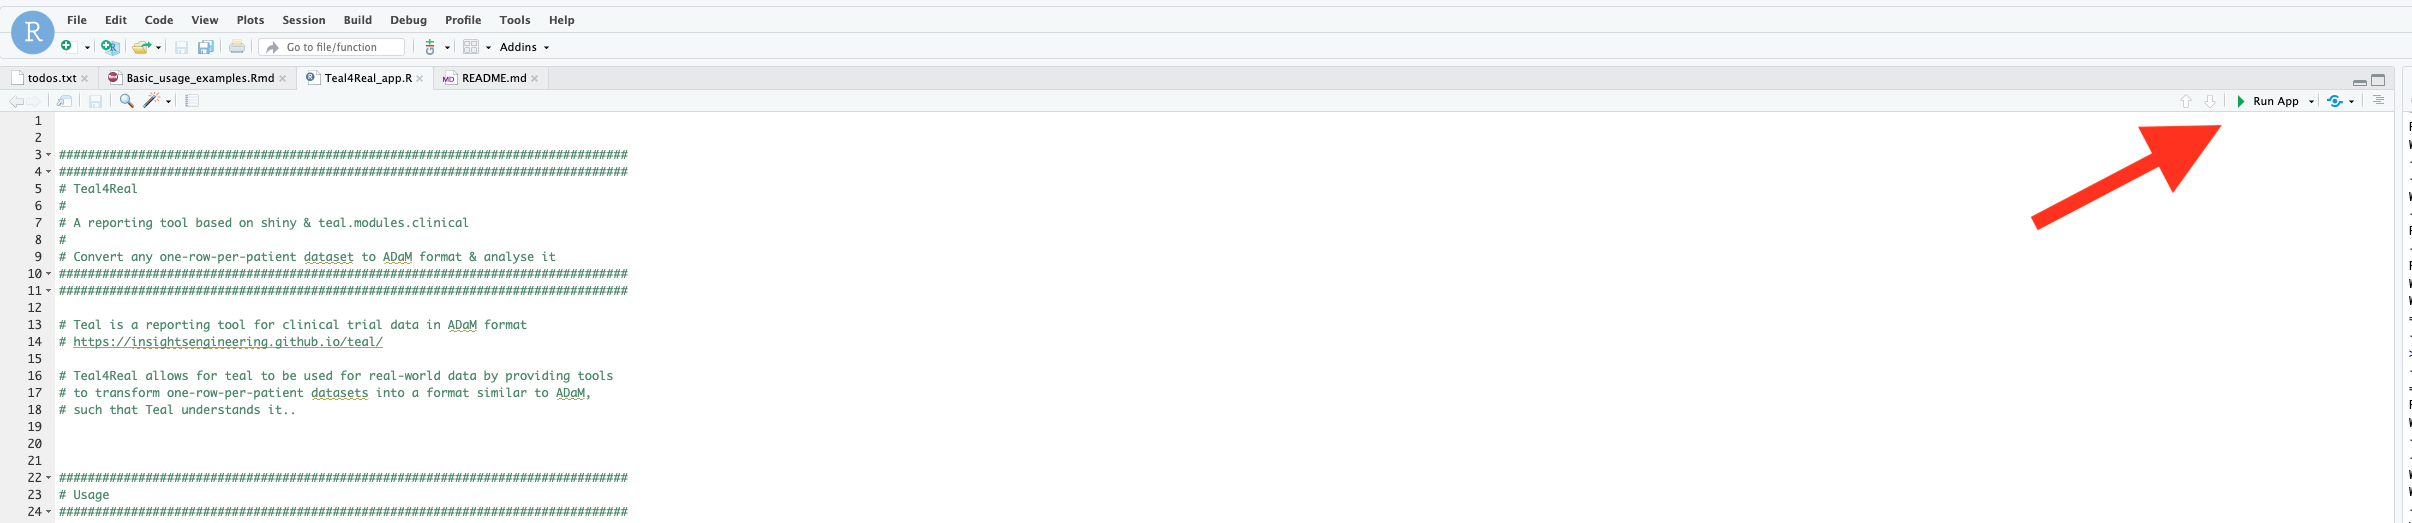 R
File Edit Code View Plots Session Build Debug Profile Tools Help
Go to file/function
Addins
todos.txt
Basic_usage_examples.Rmd
Teal4Real_app.R
README.md
Run App
1
2
3 ###############################################################################
4 ###############################################################################
5 # Teal4Real
6 #
7 # A reporting tool based on shiny & teal.modules.clinical
8 #
9 # Convert any one-row-per-patient dataset to ADaM format & analyse it
10 ###############################################################################
11 ###############################################################################
12
13 # Teal is a reporting tool for clinical trial data in ADaM format
14 # https://insightsengineering.github.io/teal/
15
16 # Teal4Real allows for teal to be used for real-world data by providing tools
17 # to transform one-row-per-patient datasets into a format similar to ADaM,
18 # such that Teal understands it..
19
20
21
22 ###############################################################################
23 # Usage
24 ###############################################################################